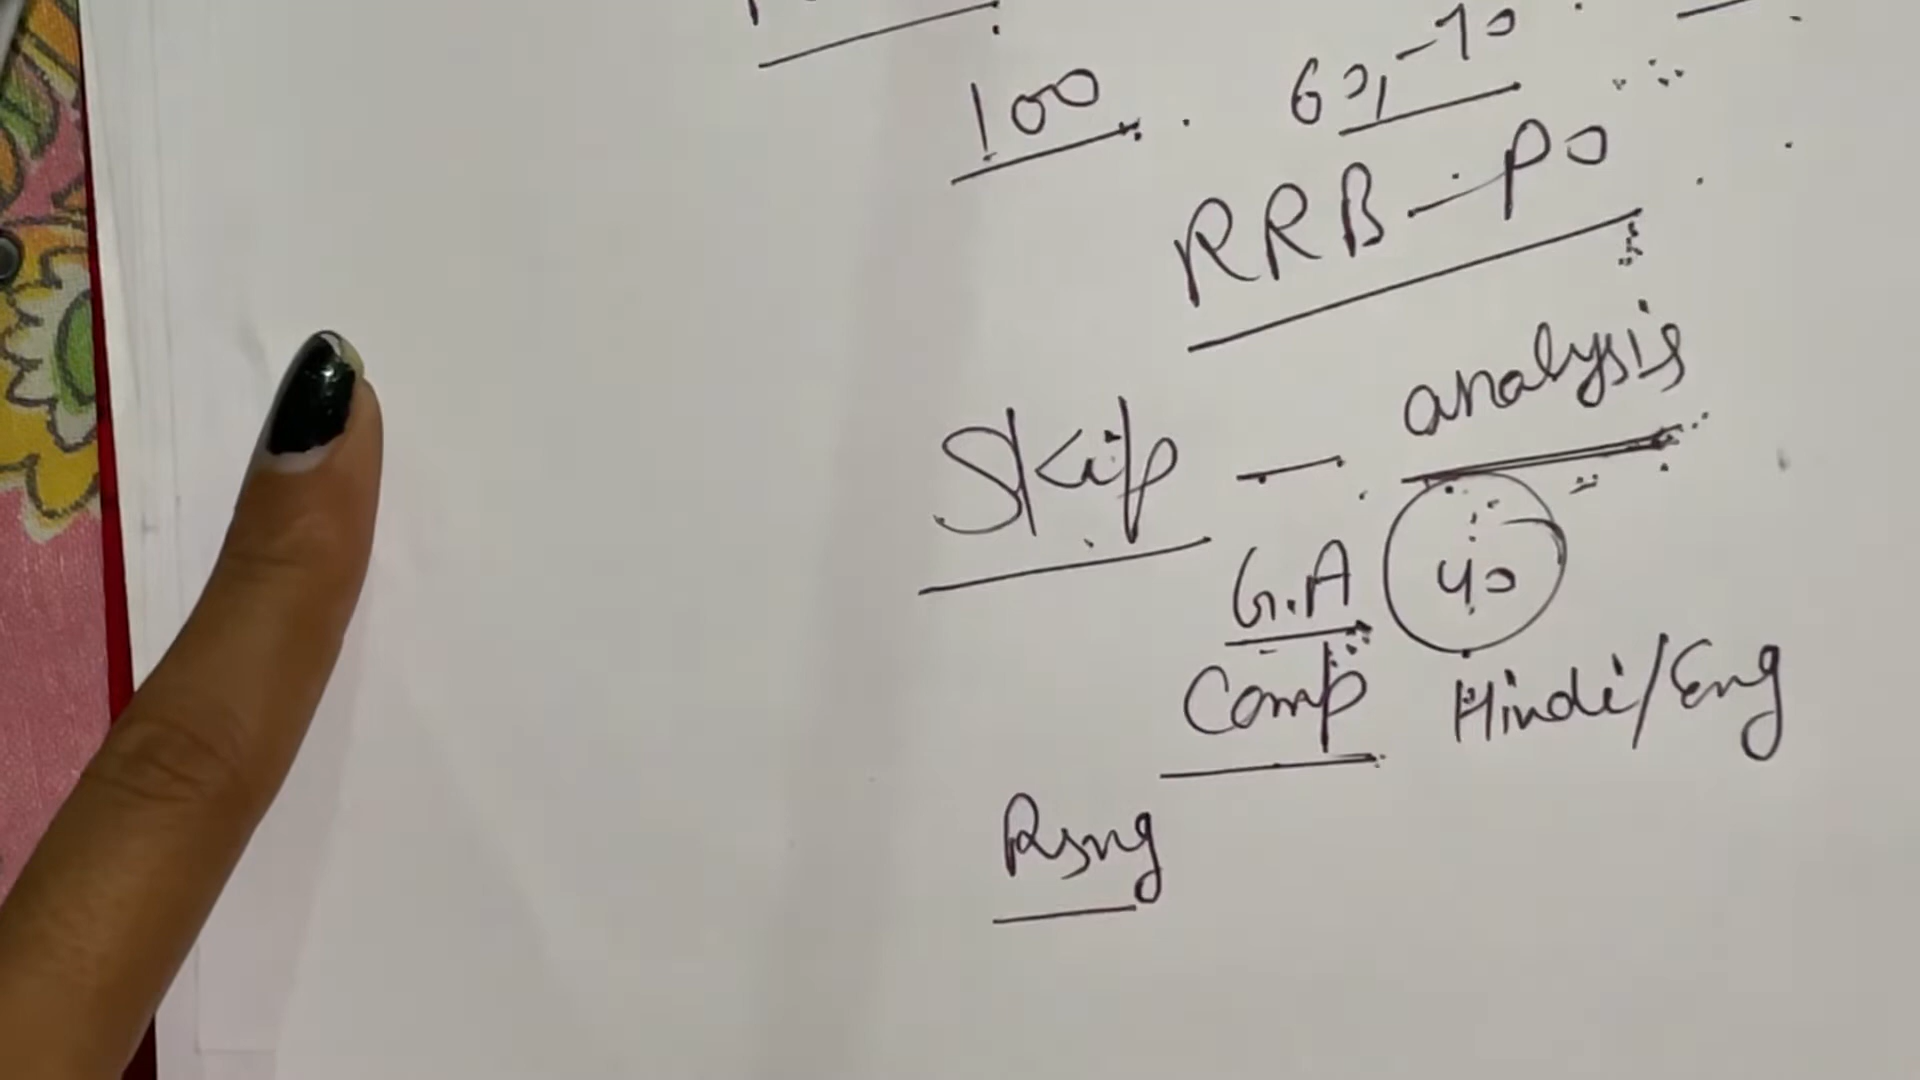 100 60,-70
RRB-PO
Skip - analysis
G.A 40
Comp Hindi/Eng
Rsng